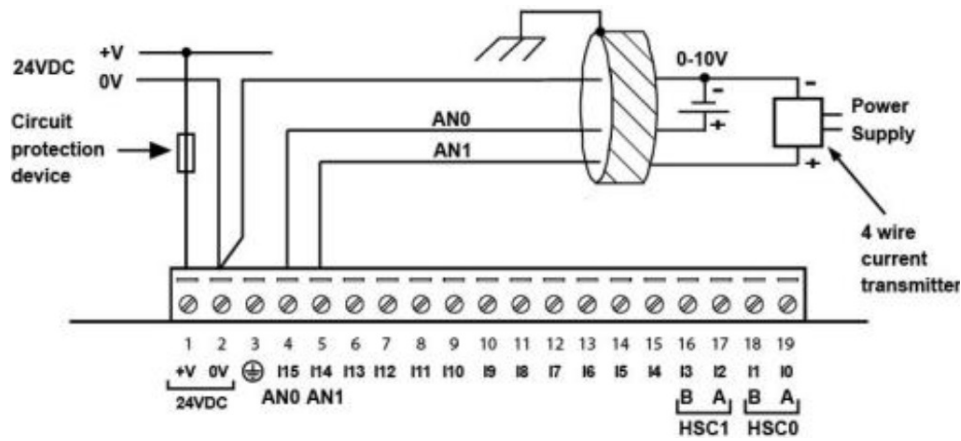 +V
24VDC
0V
0-10V
-
-
+
+
Circuit
protection
device
AN0
AN1
Power
Supply
4 wire
current
transmitter
1 2 3 4 5 6 7 8 9 10 11 12 13 14 15 16 17 18 19
+V 0V I15 I14 I13 I12 I11 I10 I9 I8 I7 I6 I5 I4 I3 I2 I1 I0
24VDC AN0 AN1 B A B A
HSC1 HSC0